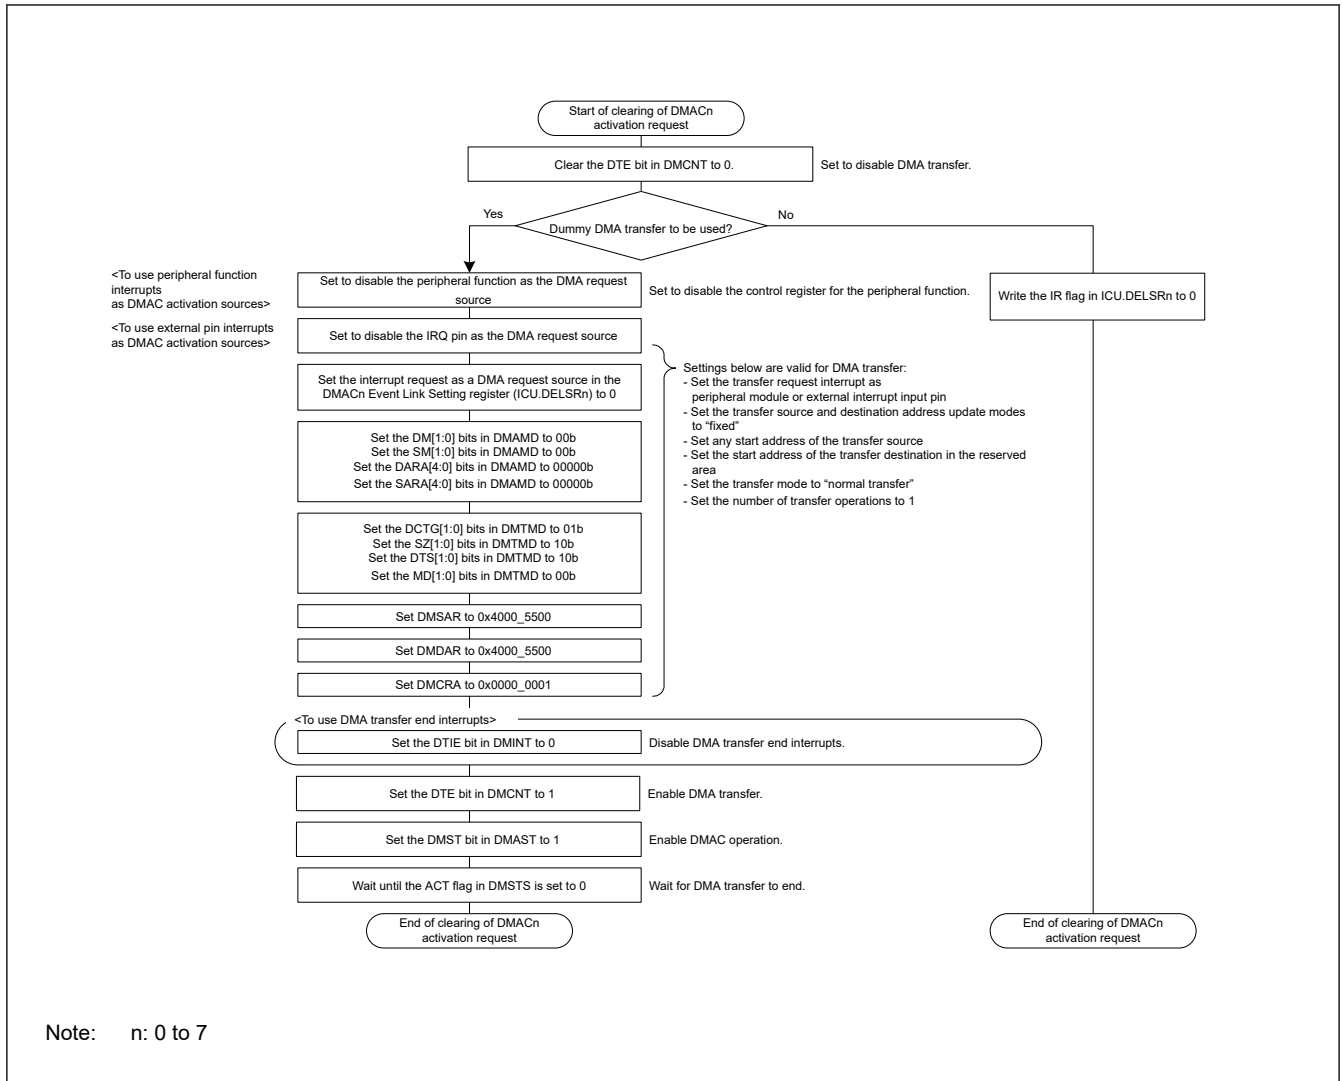 Start of clearing of DMACn
activation request
Clear the DTE bit in DMCNT to 0.
Set to disable DMA transfer.
Yes
No
Dummy DMA transfer to be used?
<To use peripheral function
interrupts
as DMAC activation sources>
Set to disable the peripheral function as the DMA request
source
Set to disable the control register for the peripheral function.
Write the IR flag in ICU.DELSRn to 0
<To use external pin interrupts
as DMAC activation sources>
Set to disable the IRQ pin as the DMA request source
Set the interrupt request as a DMA request source in the
DMACn Event Link Setting register (ICU.DELSRn) to 0
Settings below are valid for DMA transfer:
- Set the transfer request interrupt as
peripheral module or external interrupt input pin
- Set the transfer source and destination address update modes
to “fixed”
- Set any start address of the transfer source
- Set the start address of the transfer destination in the reserved
area
- Set the transfer mode to “normal transfer”
- Set the number of transfer operations to 1
Set the DM[1:0] bits in DMAMD to 00b
Set the SM[1:0] bits in DMAMD to 00b
Set the DARA[4:0] bits in DMAMD to 00000b
Set the SARA[4:0] bits in DMAMD to 00000b
Set the DCTG[1:0] bits in DMTMD to 01b
Set the SZ[1:0] bits in DMTMD to 10b
Set the DTS[1:0] bits in DMTMD to 10b
Set the MD[1:0] bits in DMTMD to 00b
Set DMSAR to 0x4000_5500
Set DMDAR to 0x4000_5500
Set DMCRA to 0x0000_0001
<To use DMA transfer end interrupts>
Set the DTIE bit in DMINT to 0
Disable DMA transfer end interrupts.
Set the DTE bit in DMCNT to 1
Enable DMA transfer.
Set the DMST bit in DMAST to 1
Enable DMAC operation.
Wait until the ACT flag in DMSTS is set to 0
Wait for DMA transfer to end.
End of clearing of DMACn
activation request
End of clearing of DMACn
activation request
Note: n: 0 to 7